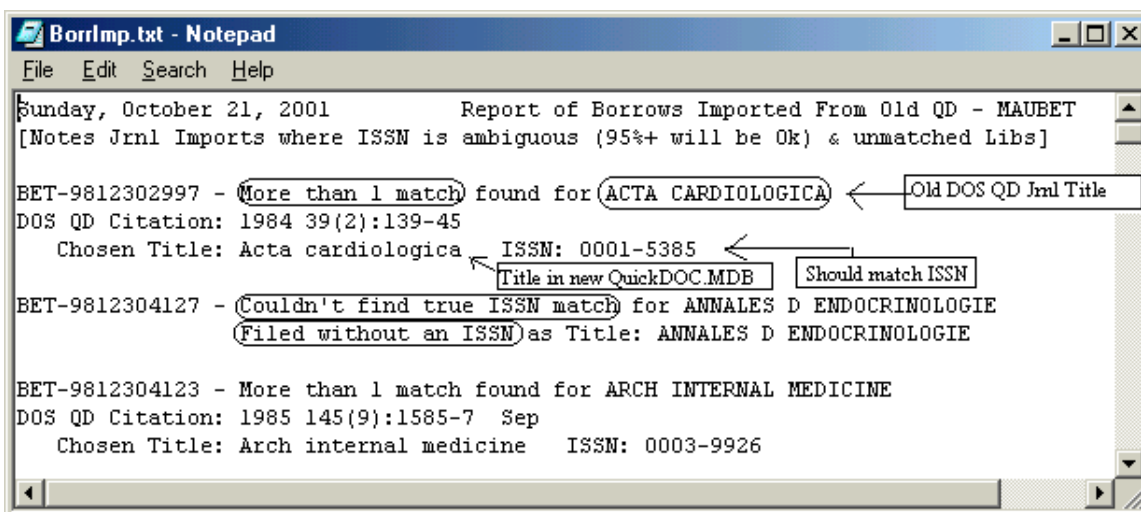 BorrImp.txt - Notepad
File Edit Search Help
Sunday, October 21, 2001 Report of Borrows Imported From Old QD - MAUBET
[Notes Jrnl Imports where ISSN is ambiguous (95%+ will be Ok) & unmatched Libs]
BET-9812302997 - More than 1 match found for ACTA CARDIOLOGICA
Old DOS QD Jrnl Title
DOS QD Citation: 1984 39(2):139-45
Chosen Title: Acta cardiologica ISSN: 0001-5385
Title in new QuickDOC.MDB
Should match ISSN
BET-9812304127 - Couldn't find true ISSN match for ANNALES D ENDOCRINOLOGIE
Filed without an ISSN as Title: ANNALES D ENDOCRINOLOGIE
BET-9812304123 - More than 1 match found for ARCH INTERNAL MEDICINE
DOS QD Citation: 1985 145(9):1585-7 Sep
Chosen Title: Arch internal medicine ISSN: 0003-9926